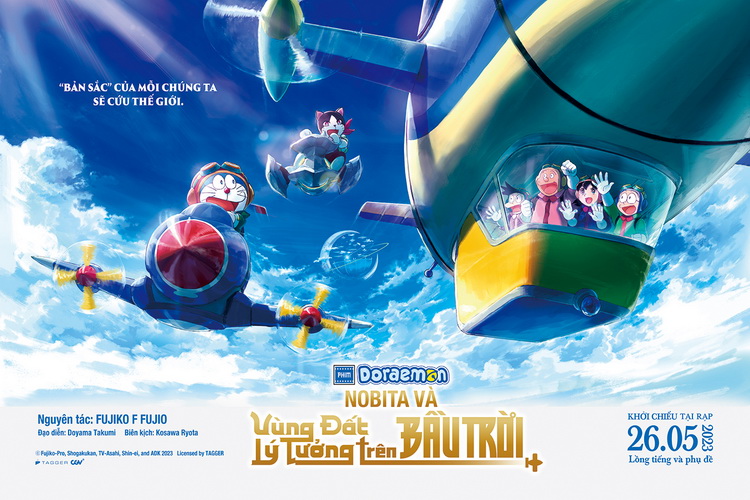 “BẢN SẮC” CỦA MỖI CHÚNG TA
SẼ CỨU THẾ GIỚI.
PHIM Doraemon
NOBITA VÀ
Vùng Đất
Lý Tưởng trên BẦU TRỜI
Nguyên tác: FUJIKO F FUJIO
Đạo diễn: Doyama Takumi Biên kịch: Kosawa Ryota
© Fujiko-Pro, Shogakukan, TV-Asahi, Shin-ei, and ADK 2023 Licensed by TAGGER
TAGGER CGV
KHỞI CHIẾU TẠI RẠP
26.05 2023
Lồng tiếng và phụ đề